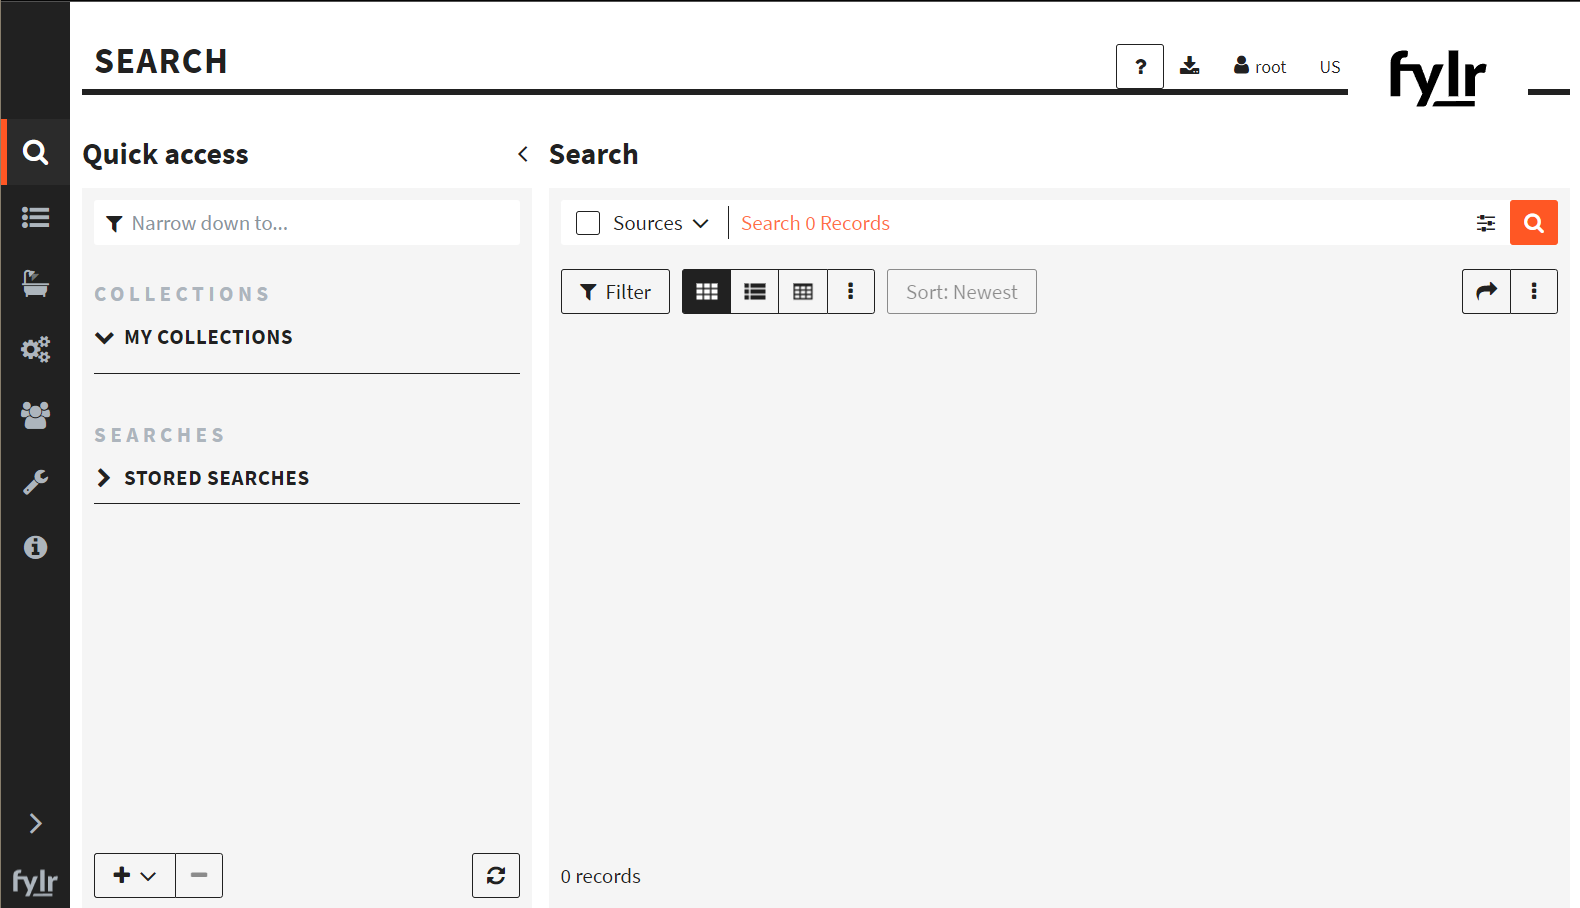 SEARCH
?
root
US
fylr
Quick access
Search
Narrow down to...
Sources
Search 0 Records
Filter
Sort: Newest
COLLECTIONS
MY COLLECTIONS
SEARCHES
STORED SEARCHES
0 records
fylr